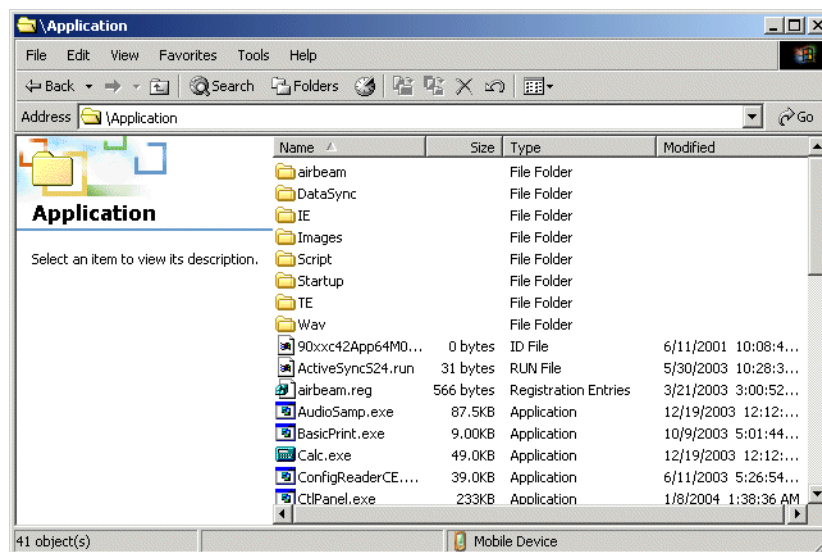 \Application
File Edit View Favorites Tools Help
Back Search Folders
Address \Application Go
Name Size Type Modified
Application
Select an item to view its description.
airbeam File Folder
DataSync File Folder
IE File Folder
Images File Folder
Script File Folder
Startup File Folder
TE File Folder
Wav File Folder
90xxc42App64M0... 0 bytes ID File 6/11/2001 10:08:4...
ActiveSyncS24.run 31 bytes RUN File 5/30/2003 10:28:3...
airbeam.reg 566 bytes Registration Entries 3/21/2003 3:00:52...
AudioSamp.exe 87.5KB Application 12/19/2003 12:12:...
BasicPrint.exe 9.00KB Application 10/9/2003 5:01:44...
Calc.exe 49.0KB Application 12/19/2003 12:12:...
ConfigReaderCE.... 39.0KB Application 6/11/2003 5:26:54...
CtlPanel.exe 233KB Application 1/8/2004 1:38:36 AM
41 object(s) Mobile Device